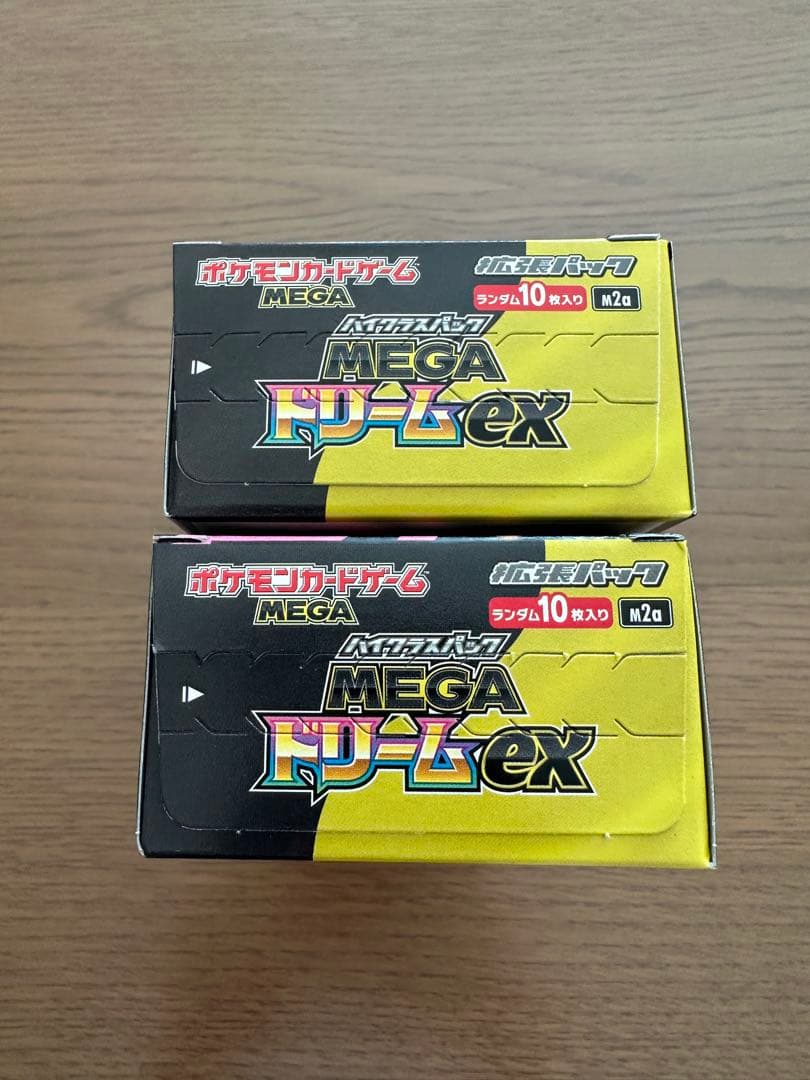 ポケモンカードゲーム
MEGA
拡張パック
ランダム10枚入り M2a
ハイクラスパック
MEGA
ドリームex
ポケモンカードゲーム
MEGA
拡張パック
ランダム10枚入り M2a
ハイクラスパック
MEGA
ドリームex